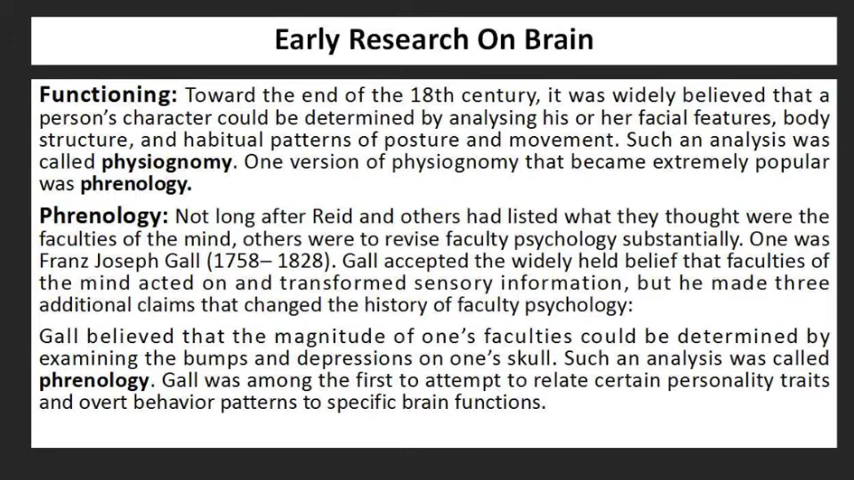 Early Research On Brain
Functioning: Toward the end of the 18th century, it was widely believed that a
person's character could be determined by analysing his or her facial features, body
structure, and habitual patterns of posture and movement. Such an analysis was
called physiognomy. One version of physiognomy that became extremely popular
was phrenology.
Phrenology: Not long after Reid and others had listed what they thought were the
faculties of the mind, others were to revise faculty psychology substantially. One was
Franz Joseph Gall (1758– 1828). Gall accepted the widely held belief that faculties of
the mind acted on and transformed sensory information, but he made three
additional claims that changed the history of faculty psychology:
Gall believed that the magnitude of one's faculties could be determined by
examining the bumps and depressions on one's skull. Such an analysis was called
phrenology. Gall was among the first to attempt to relate certain personality traits
and overt behavior patterns to specific brain functions.